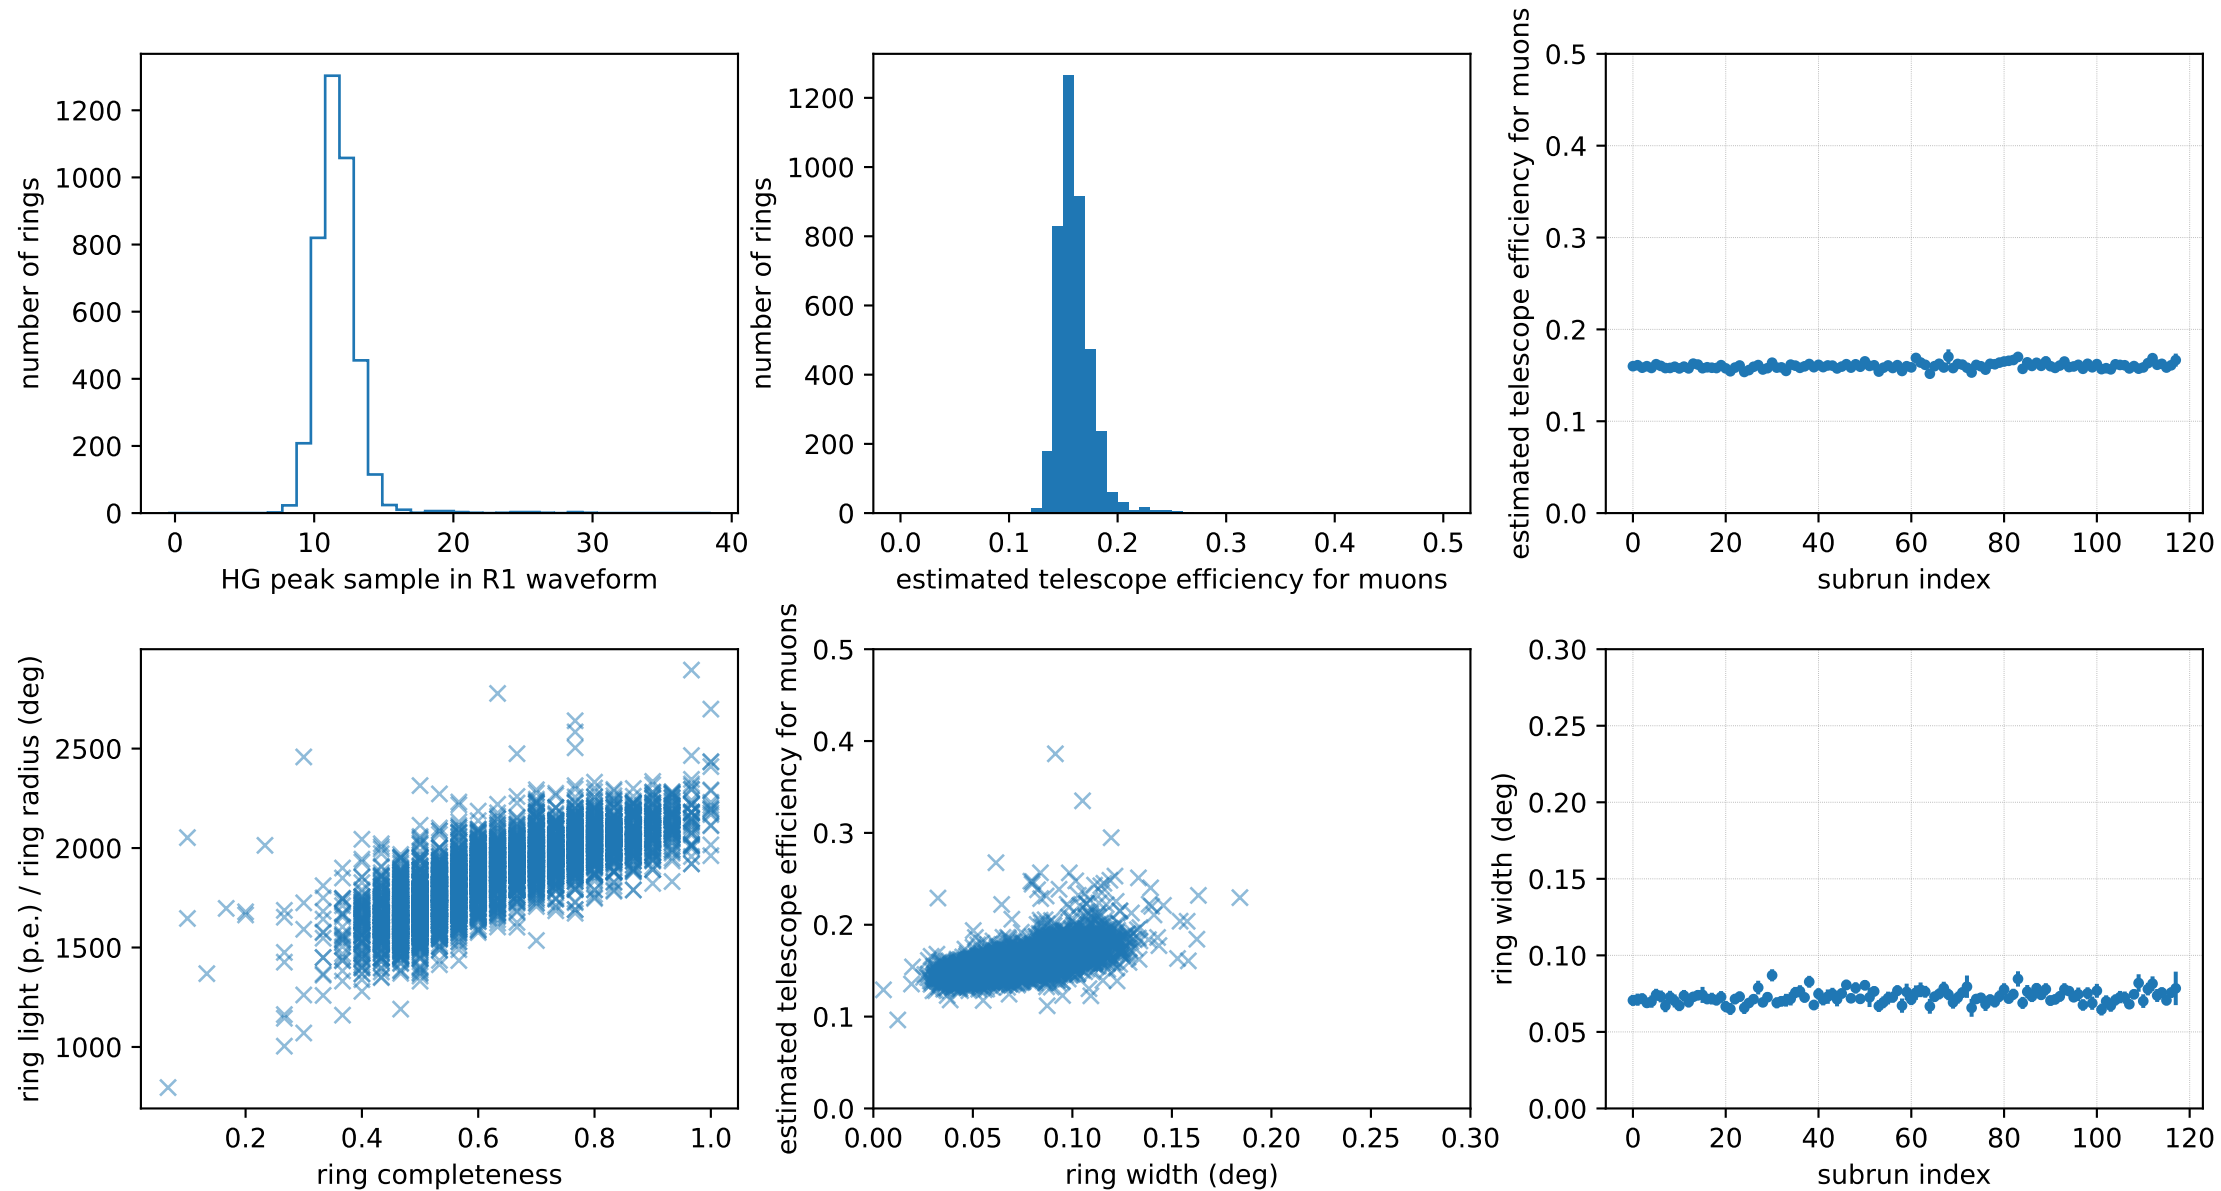 number of rings
1200
1000
800
600
400
200
0
0 10 20 30 40
HG peak sample in R1 waveform
number of rings
1200
1000
800
600
400
200
0
0.0 0.1 0.2 0.3 0.4 0.5
estimated telescope efficiency for muons
estimated telescope efficiency for muons
0.5
0.4
0.3
0.2
0.1
0.0
0 20 40 60 80 100 120
subrun index
ring light (p.e.) / ring radius (deg)
2500
2000
1500
1000
0.2 0.4 0.6 0.8 1.0
ring completeness
estimated telescope efficiency for muons
0.5
0.4
0.3
0.2
0.1
0.0
0.00 0.05 0.10 0.15 0.20 0.25 0.30
ring width (deg)
ring width (deg)
0.30
0.25
0.20
0.15
0.10
0.05
0.00
0 20 40 60 80 100 120
subrun index